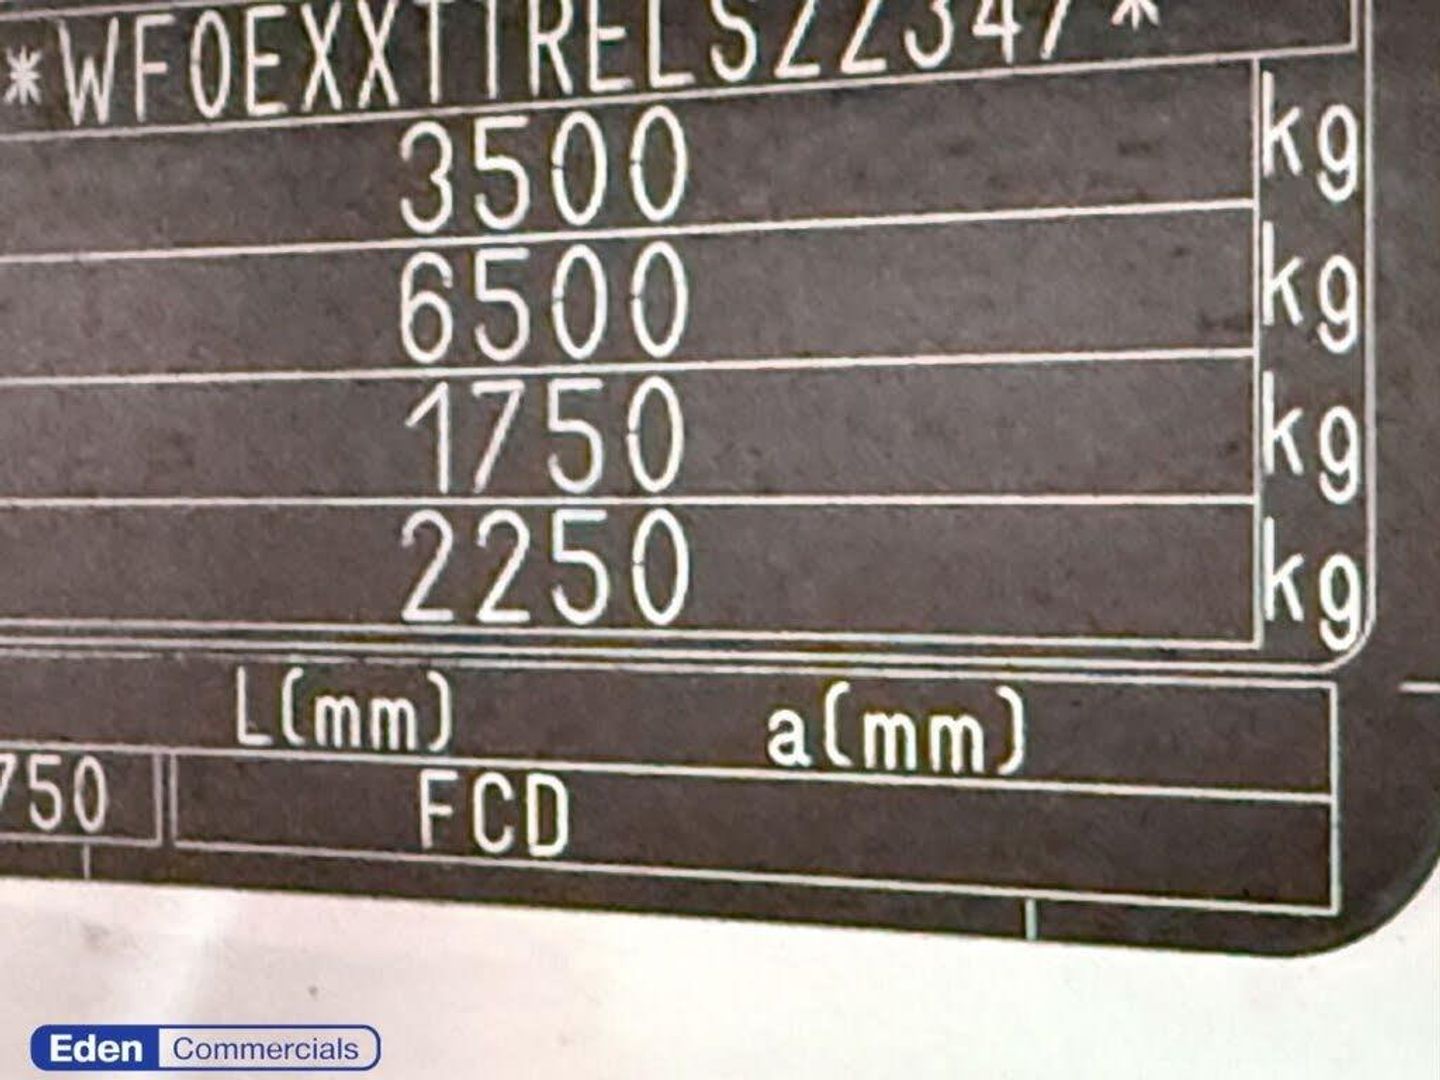 *WF0EXXTTRELS22347*
3500 kg
6500 kg
1750 kg
2250 kg
L(mm) a(mm)
750 FCD
Eden Commercials